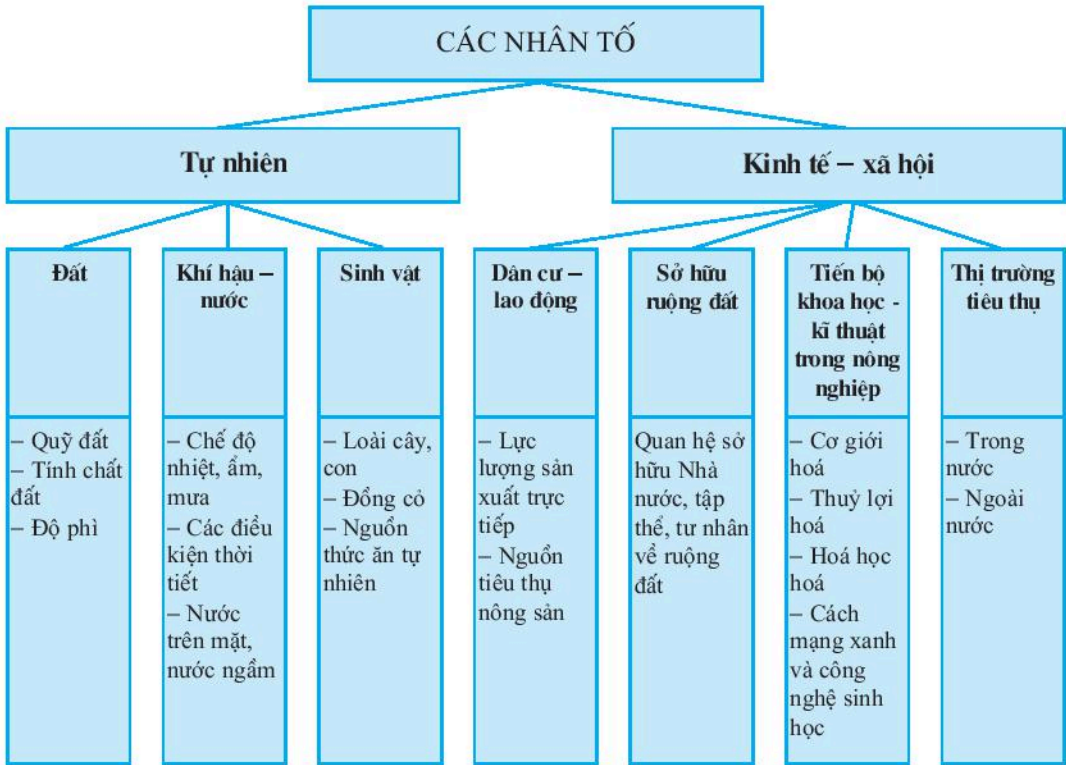 CÁC NHÂN TỐ
Tự nhiên
Kinh tế – xã hội
Đất
Khí hậu –
nước
Sinh vật
Dân cư –
lao động
Sở hữu
ruộng đất
Tiến bộ
khoa học -
kĩ thuật
trong nông
nghiệp
Thị trường
tiêu thụ
– Quỹ đất
– Tính chất
đất
– Độ phì
– Chế độ
nhiệt, ẩm,
mưa
– Các điều
kiện thời
tiết
– Nước
trên mặt,
nước ngầm
– Loài cây,
con
– Đồng cỏ
– Nguồn
thức ăn tự
nhiên
– Lực
lượng sản
xuất trực
tiếp
– Nguồn
tiêu thụ
nông sản
Quan hệ sở
hữu Nhà
nước, tập
thể, tư nhân
về ruộng
đất
– Cơ giới
hoá
– Thuỷ lợi
hoá
– Hoá học
hoá
– Cách
mạng xanh
và công
nghệ sinh
học
– Trong
nước
– Ngoài
nước